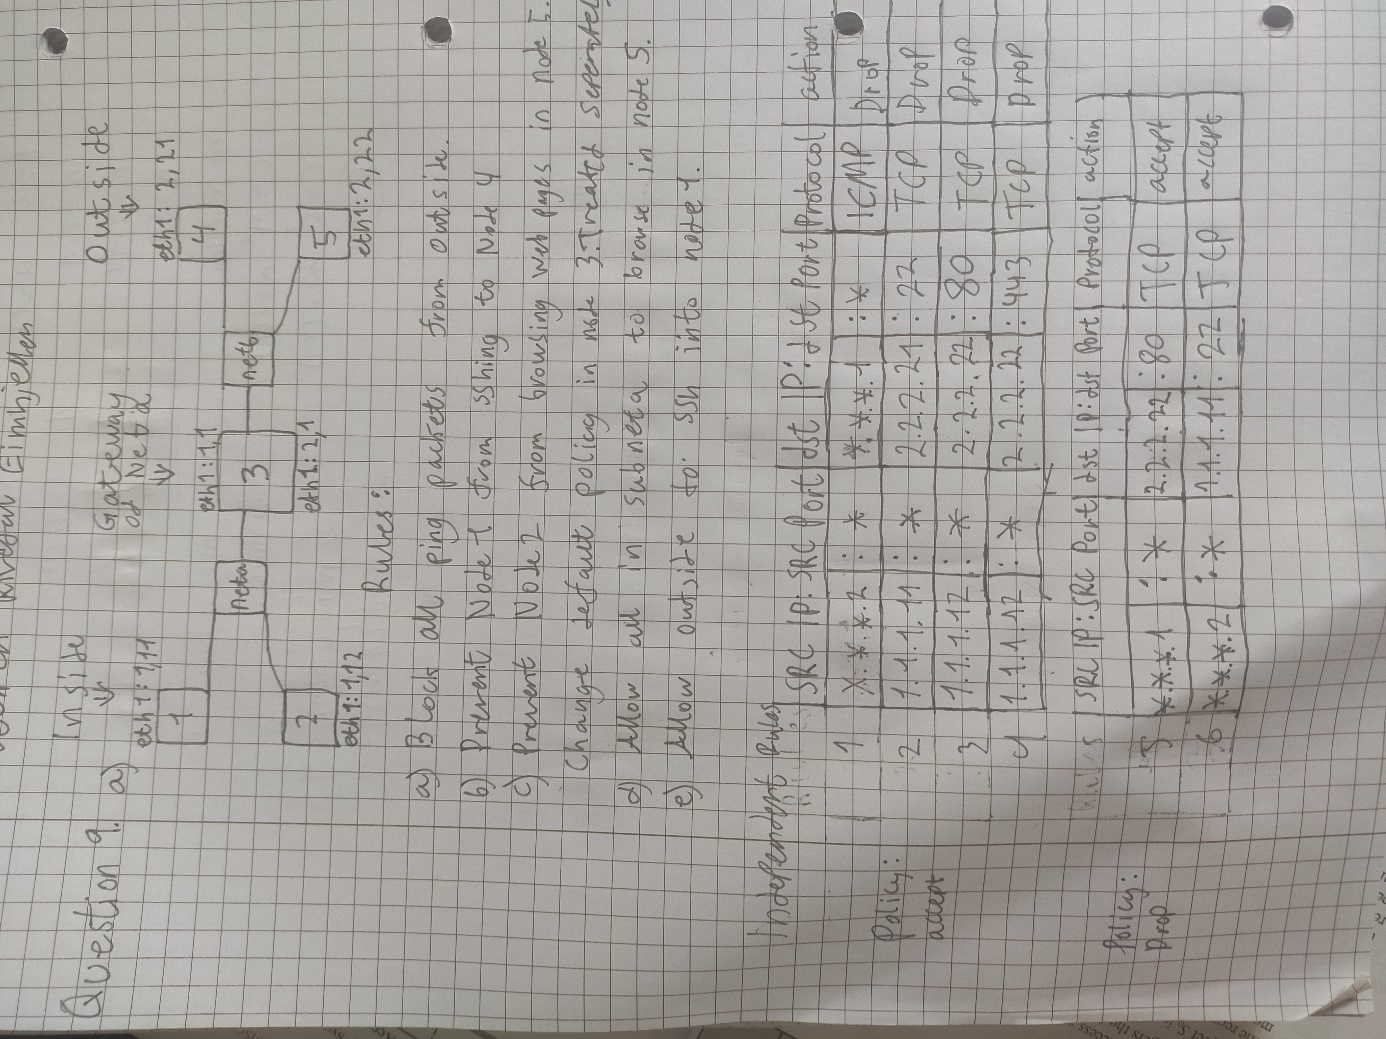 Question 9. a)
Inside
Gateway
of Neta
Outside
eth1: 1,11
eth1: 1,1
eth1: 2,21
1
neta
3
netb
4
2
5
eth1: 1,12
eth1: 2,1
eth1: 2,22
Rules:
a) Block all ping packets from outside.
b) Prevent Node 1 from sshing to Node 4
c) Prevent Node 2 from browsing web pages in node 5.
Change default policy in node 3. Treated
d) Allow all in subneta to browse in node 5.
e) Allow outside to ssh into node 1.
Independent Rules
SRC IP: SRC Port dst IP: dst Port Protocol action
1 *.*.*.2 : * *.*.*.1 : * ICMP Drop
2 1.1.1.11 : * 2.2.2.21 : 22 TCP Drop
3 1.1.1.12 : * 2.2.2.22 : 80 TCP Drop
4 1.1.1.12 : * 2.2.2.22 : 443 TCP Drop
Policy:
accept
SRC IP: SRC Port dst IP: dst Port Protocol action
5 *.*.*.1 : * 2.2.2.22 : 80 TCP accept
6 *.*.*.2 : * 1.1.1.11 : 22 TCP accept
Policy:
Drop